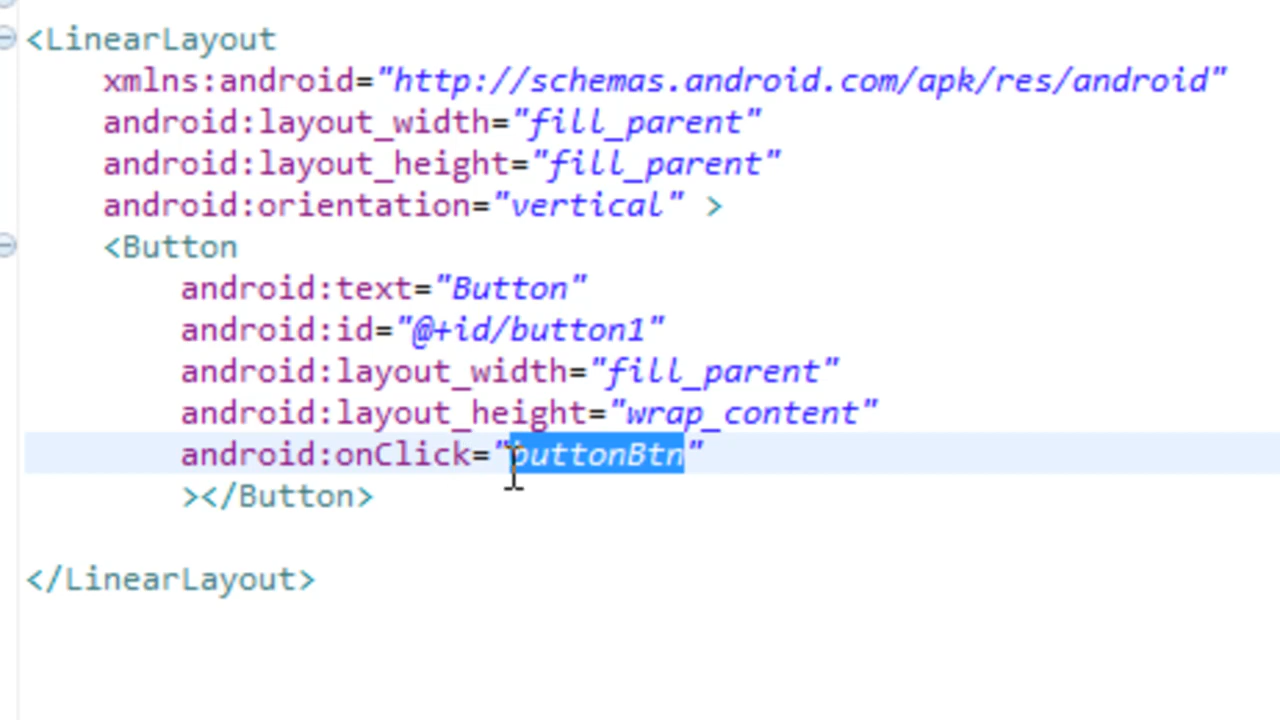 <LinearLayout
xmlns:android="http://schemas.android.com/apk/res/android"
android:layout_width="fill_parent"
android:layout_height="fill_parent"
android:orientation="vertical" >
<Button
android:text="Button"
android:id="@+id/button1"
android:layout_width="fill_parent"
android:layout_height="wrap_content"
android:onClick="buttonBtn"
></Button>
</LinearLayout>